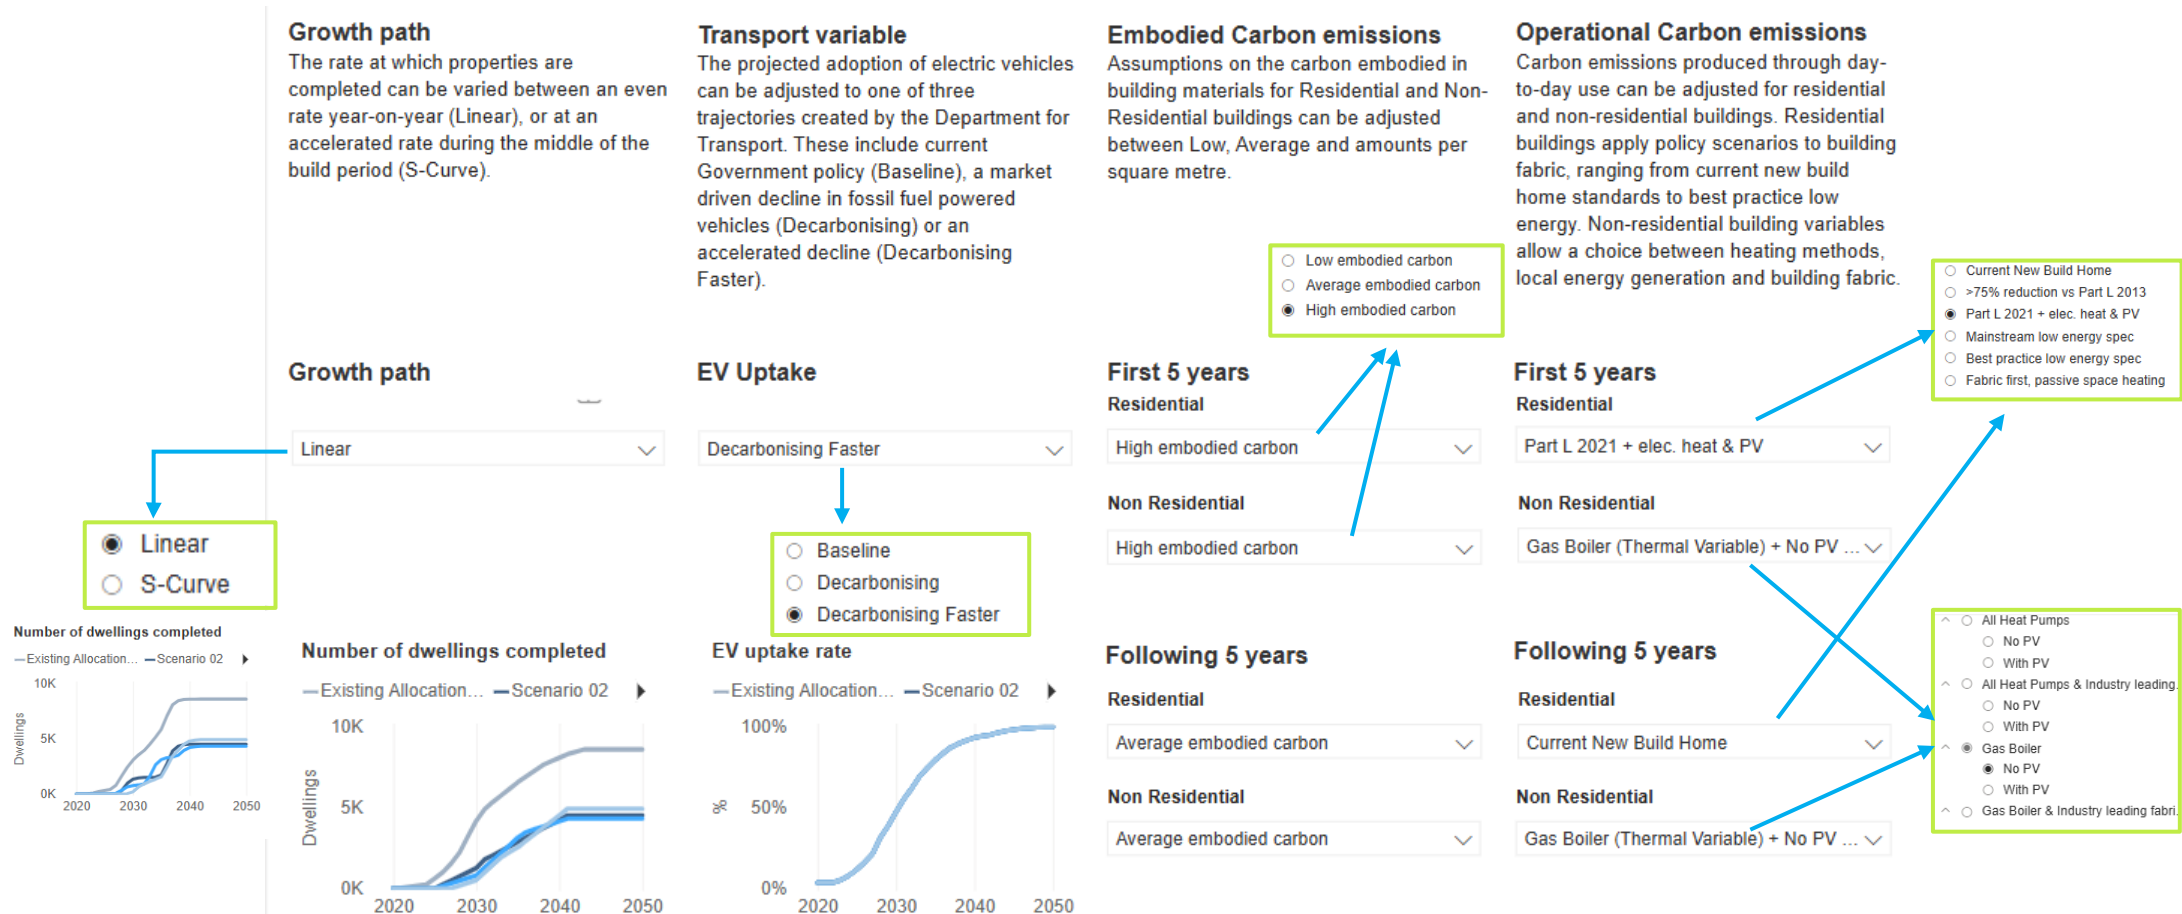 Growth path
The rate at which properties are
completed can be varied between an even
rate year-on-year (Linear), or at an
accelerated rate during the middle of the
build period (S-Curve).
Transport variable
The projected adoption of electric vehicles
can be adjusted to one of three
trajectories created by the Department for
Transport. These include current
Government policy (Baseline), a market
driven decline in fossil fuel powered
vehicles (Decarbonising) or an
accelerated decline (Decarbonising
Faster).
Embodied Carbon emissions
Assumptions on the carbon embodied in
building materials for Residential and Non-
Residential buildings can be adjusted
between Low, Average and amounts per
square metre.
Operational Carbon emissions
Carbon emissions produced through day-
to-day use can be adjusted for residential
and non-residential buildings. Residential
buildings apply policy scenarios to building
fabric, ranging from current new build
home standards to best practice low
energy. Non-residential building variables
allow a choice between heating methods,
local energy generation and building fabric.
Low embodied carbon
Average embodied carbon
High embodied carbon
Current New Build Home
>75% reduction vs Part L 2013
Part L 2021 + elec. heat & PV
Mainstream low energy spec
Best practice low energy spec
Fabric first, passive space heating
Growth path
Linear
Linear
S-Curve
EV Uptake
Decarbonising Faster
Baseline
Decarbonising
Decarbonising Faster
First 5 years
Residential
High embodied carbon
Non Residential
High embodied carbon
First 5 years
Residential
Part L 2021 + elec. heat & PV
Non Residential
Gas Boiler (Thermal Variable) + No PV ...
All Heat Pumps
No PV
With PV
All Heat Pumps & Industry leading.
No PV
With PV
Gas Boiler
No PV
With PV
Gas Boiler & Industry leading fabri.
Number of dwellings completed
Existing Allocation... Scenario 02
10K
5K
0K
Dwellings
2020 2030 2040 2050
Number of dwellings completed
Existing Allocation... Scenario 02
10K
5K
0K
Dwellings
2020 2030 2040 2050
EV uptake rate
Existing Allocation... Scenario 02
100%
50%
0%
%
2020 2030 2040 2050
Following 5 years
Residential
Average embodied carbon
Non Residential
Average embodied carbon
Following 5 years
Residential
Current New Build Home
Non Residential
Gas Boiler (Thermal Variable) + No PV ...